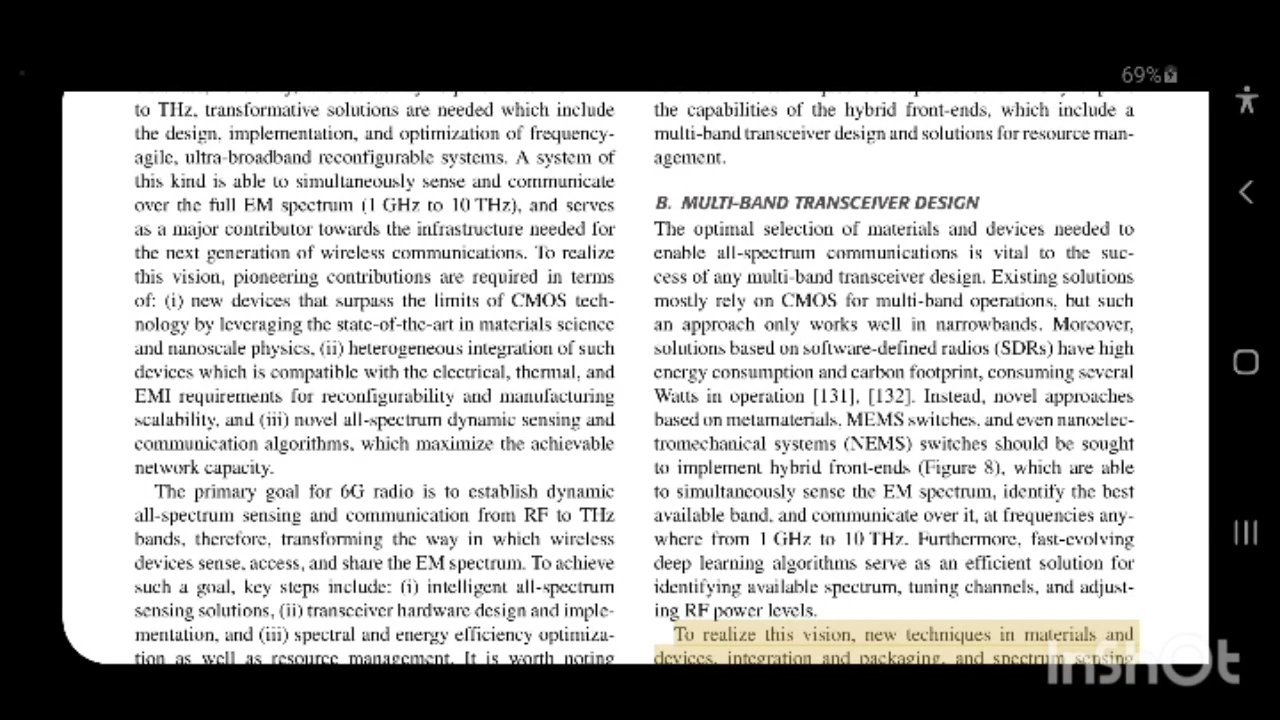 69%
to THz, transformative solutions are needed which include
the design, implementation, and optimization of frequency-
agile, ultra-broadband reconfigurable systems. A system of
this kind is able to simultaneously sense and communicate
over the full EM spectrum (1 GHz to 10 THz), and serves
as a major contributor towards the infrastructure needed for
the next generation of wireless communications. To realize
this vision, pioneering contributions are required in terms
of: (i) new devices that surpass the limits of CMOS tech-
nology by leveraging the state-of-the-art in materials science
and nanoscale physics, (ii) heterogeneous integration of such
devices which is compatible with the electrical, thermal, and
EMI requirements for reconfigurability and manufacturing
scalability, and (iii) novel all-spectrum dynamic sensing and
communication algorithms, which maximize the achievable
network capacity.
The primary goal for 6G radio is to establish dynamic
all-spectrum sensing and communication from RF to THz
bands, therefore, transforming the way in which wireless
devices sense, access, and share the EM spectrum. To achieve
such a goal, key steps include: (i) intelligent all-spectrum
sensing solutions, (ii) transceiver hardware design and imple-
mentation, and (iii) spectral and energy efficiency optimiza-
tion as well as resource management. It is worth noting
the capabilities of the hybrid front-ends, which include a
multi-band transceiver design and solutions for resource man-
agement.
B. MULTI-BAND TRANSCEIVER DESIGN
The optimal selection of materials and devices needed to
enable all-spectrum communications is vital to the suc-
cess of any multi-band transceiver design. Existing solutions
mostly rely on CMOS for multi-band operations, but such
an approach only works well in narrowbands. Moreover,
solutions based on software-defined radios (SDRs) have high
energy consumption and carbon footprint, consuming several
Watts in operation [131], [132]. Instead, novel approaches
based on metamaterials, MEMS switches, and even nanoelec-
tromechanical systems (NEMS) switches should be sought
to implement hybrid front-ends (Figure 8), which are able
to simultaneously sense the EM spectrum, identify the best
available band, and communicate over it, at frequencies any-
where from 1 GHz to 10 THz. Furthermore, fast-evolving
deep learning algorithms serve as an efficient solution for
identifying available spectrum, tuning channels, and adjust-
ing RF power levels.
To realize this vision, new techniques in materials and
devices, integration and packaging, and spectrum sensing
InShOt